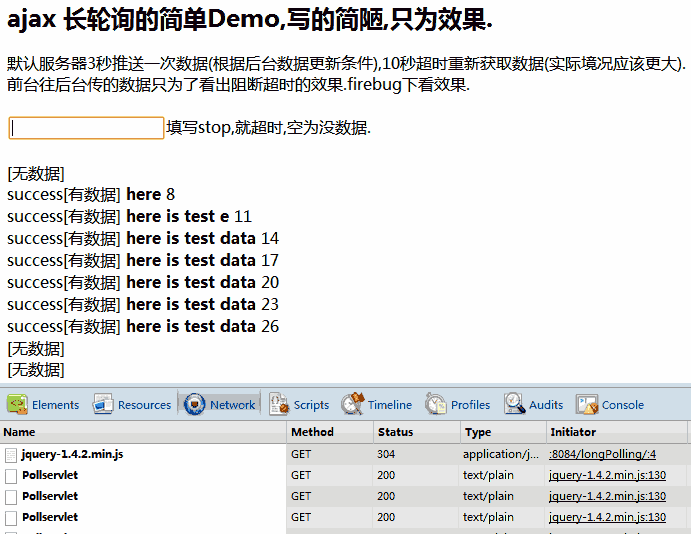 ajax 长轮询的简单Demo,写的简陋,只为效果.
默认服务器3秒推送一次数据(根据后台数据更新条件),10秒超时重新获取数据(实际境况应该更大).
前台往后台传的数据只为了看出阻断超时的效果.firebug下看效果.
填写stop,就超时,空为没数据.
[无数据]
success[有数据] here 8
success[有数据] here is test e 11
success[有数据] here is test data 14
success[有数据] here is test data 17
success[有数据] here is test data 20
success[有数据] here is test data 23
success[有数据] here is test data 26
[无数据]
[无数据]
Elements Resources Network Scripts Timeline Profiles Audits Console
Name Method Status Type Initiator
jquery-1.4.2.min.js GET 304 application/j... :8084/longPolling/:4
Pollservlet GET 200 text/plain jquery-1.4.2.min.js:130
Pollservlet GET 200 text/plain jquery-1.4.2.min.js:130
Pollservlet GET 200 text/plain jquery-1.4.2.min.js:130